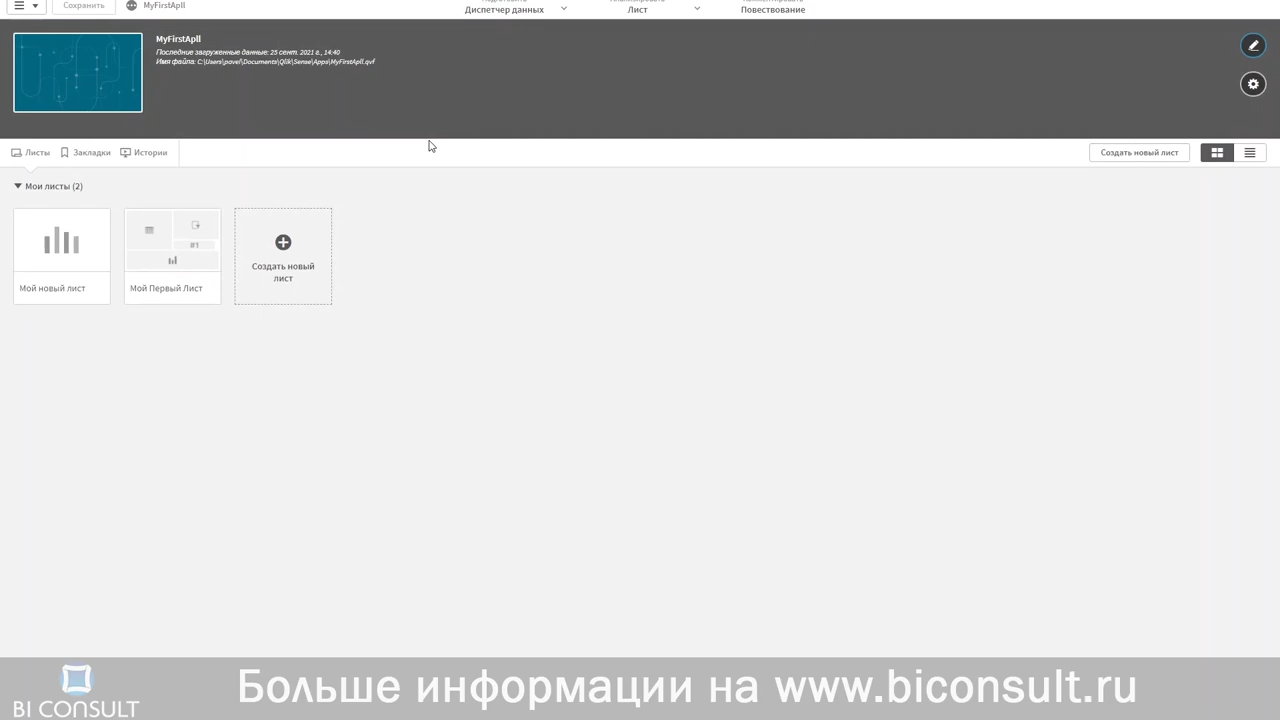 Сохранить
MyFirstApll
Диспетчер данных
Лист
Повествование
MyFirstApll
Последние загруженные данные: 25 сент. 2021 г., 14:40
Имя файла: C:\Users\pavel\Documents\Qlik\Sense\Apps\MyFirstApll.qvf
Листы
Закладки
Истории
Создать новый лист
Мои листы (2)
#1
Создать новый
лист
Мой новый лист
Мой Первый Лист
BI CONSULT
Больше информации на www.biconsult.ru